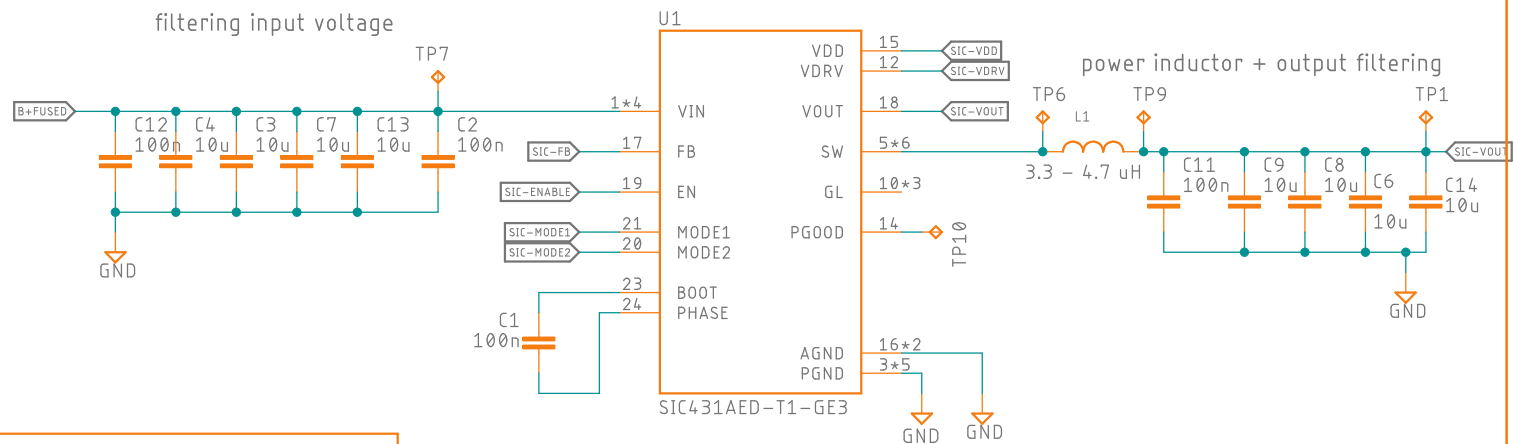 filtering input voltage
TP7
B+FUSED
C12
100n
C4
10u
C3
10u
C7
10u
C13
10u
C2
100n
GND
U1
1*4
VIN
SIC-FB
17
FB
SIC-ENABLE
19
EN
SIC-MODE1
21
MODE1
SIC-MODE2
20
MODE2
23
BOOT
24
PHASE
C1
100n
VDD
15
SIC-VDD
VDRV
12
SIC-VDRV
VOUT
18
SIC-VOUT
SW
5*6
GL
10*3
PGOOD
14
TP10
AGND
16*2
PGND
3*5
SIC431AED-T1-GE3
GND
GND
power inductor + output filtering
TP6
L1
TP9
TP1
3.3 – 4.7 uH
SIC-VOUT
C11
100n
C9
10u
C8
10u
C6
10u
C14
10u
GND